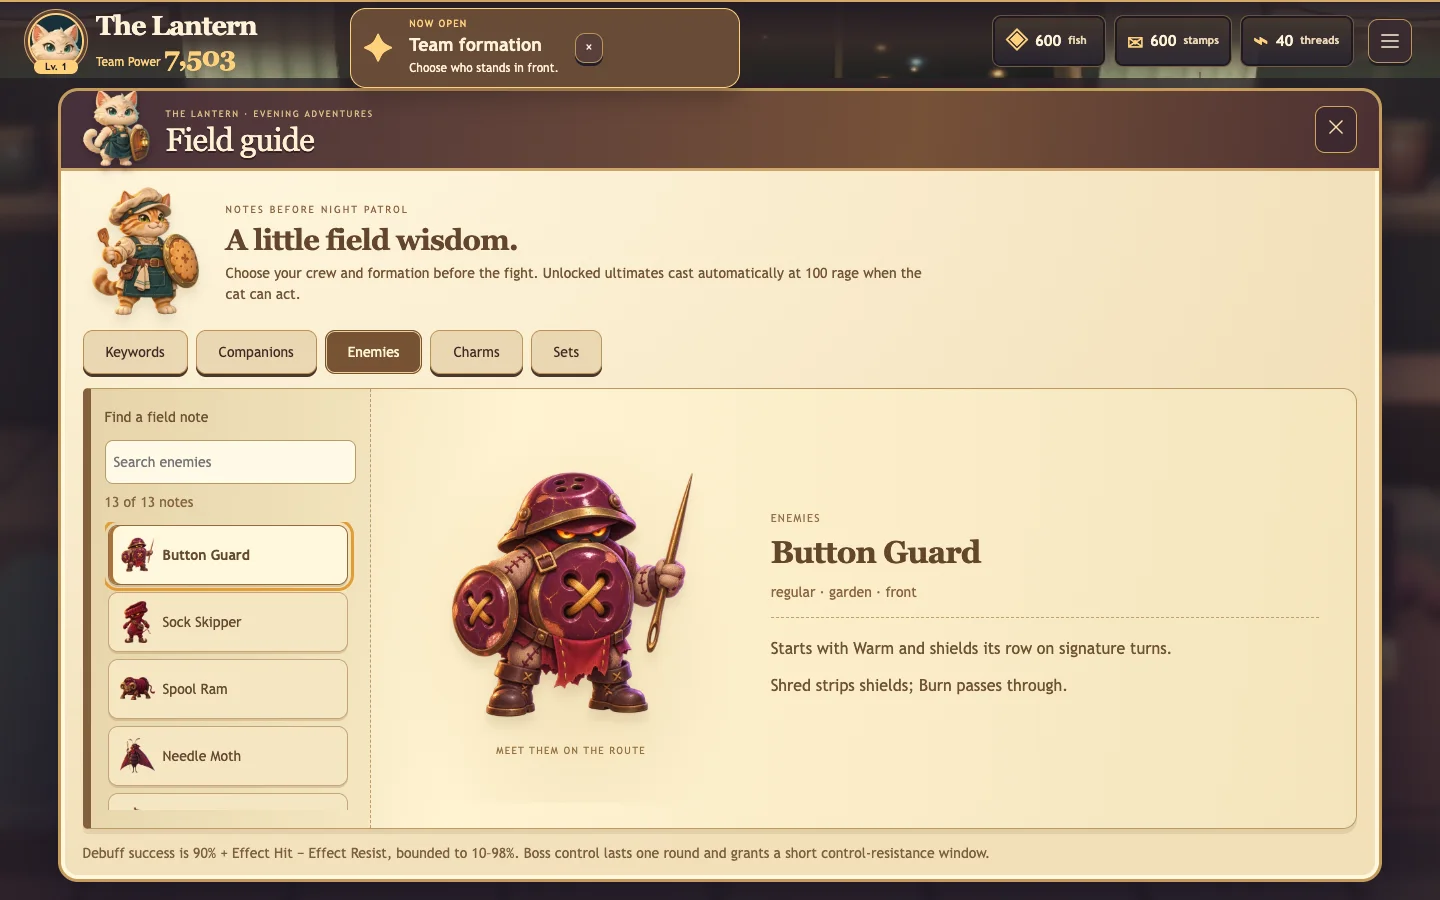 The Lantern
Lv. 1
Team Power 7,503
NOW OPEN
Team formation
Choose who stands in front.
×
600 fish
600 stamps
40 threads
THE LANTERN · EVENING ADVENTURES
Field guide
NOTES BEFORE NIGHT PATROL
A little field wisdom.
Choose your crew and formation before the fight. Unlocked ultimates cast automatically at 100 rage when the
cat can act.
Keywords
Companions
Enemies
Charms
Sets
Find a field note
Search enemies
13 of 13 notes
Button Guard
Sock Skipper
Spool Ram
Needle Moth
MEET THEM ON THE ROUTE
ENEMIES
Button Guard
regular · garden · front
Starts with Warm and shields its row on signature turns.
Shred strips shields; Burn passes through.
Debuff success is 90% + Effect Hit − Effect Resist, bounded to 10–98%. Boss control lasts one round and grants a short control-resistance window.